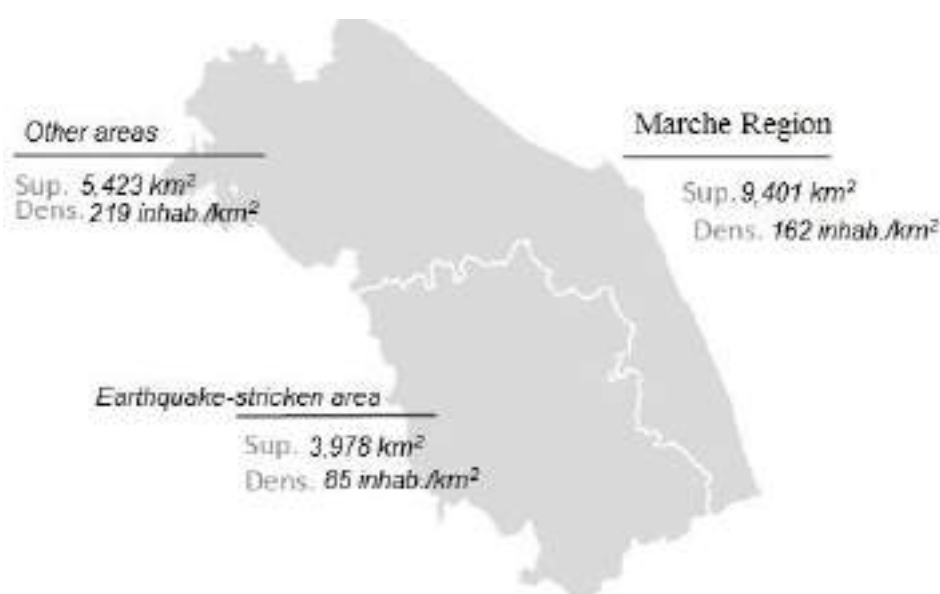 Other areas
Sup. 5,423 km²
Dens. 219 inhab./km²
Marche Region
Sup. 9,401 km²
Dens. 162 inhab./km²
Earthquake-stricken area
Sup. 3,978 km²
Dens. 85 inhab./km²